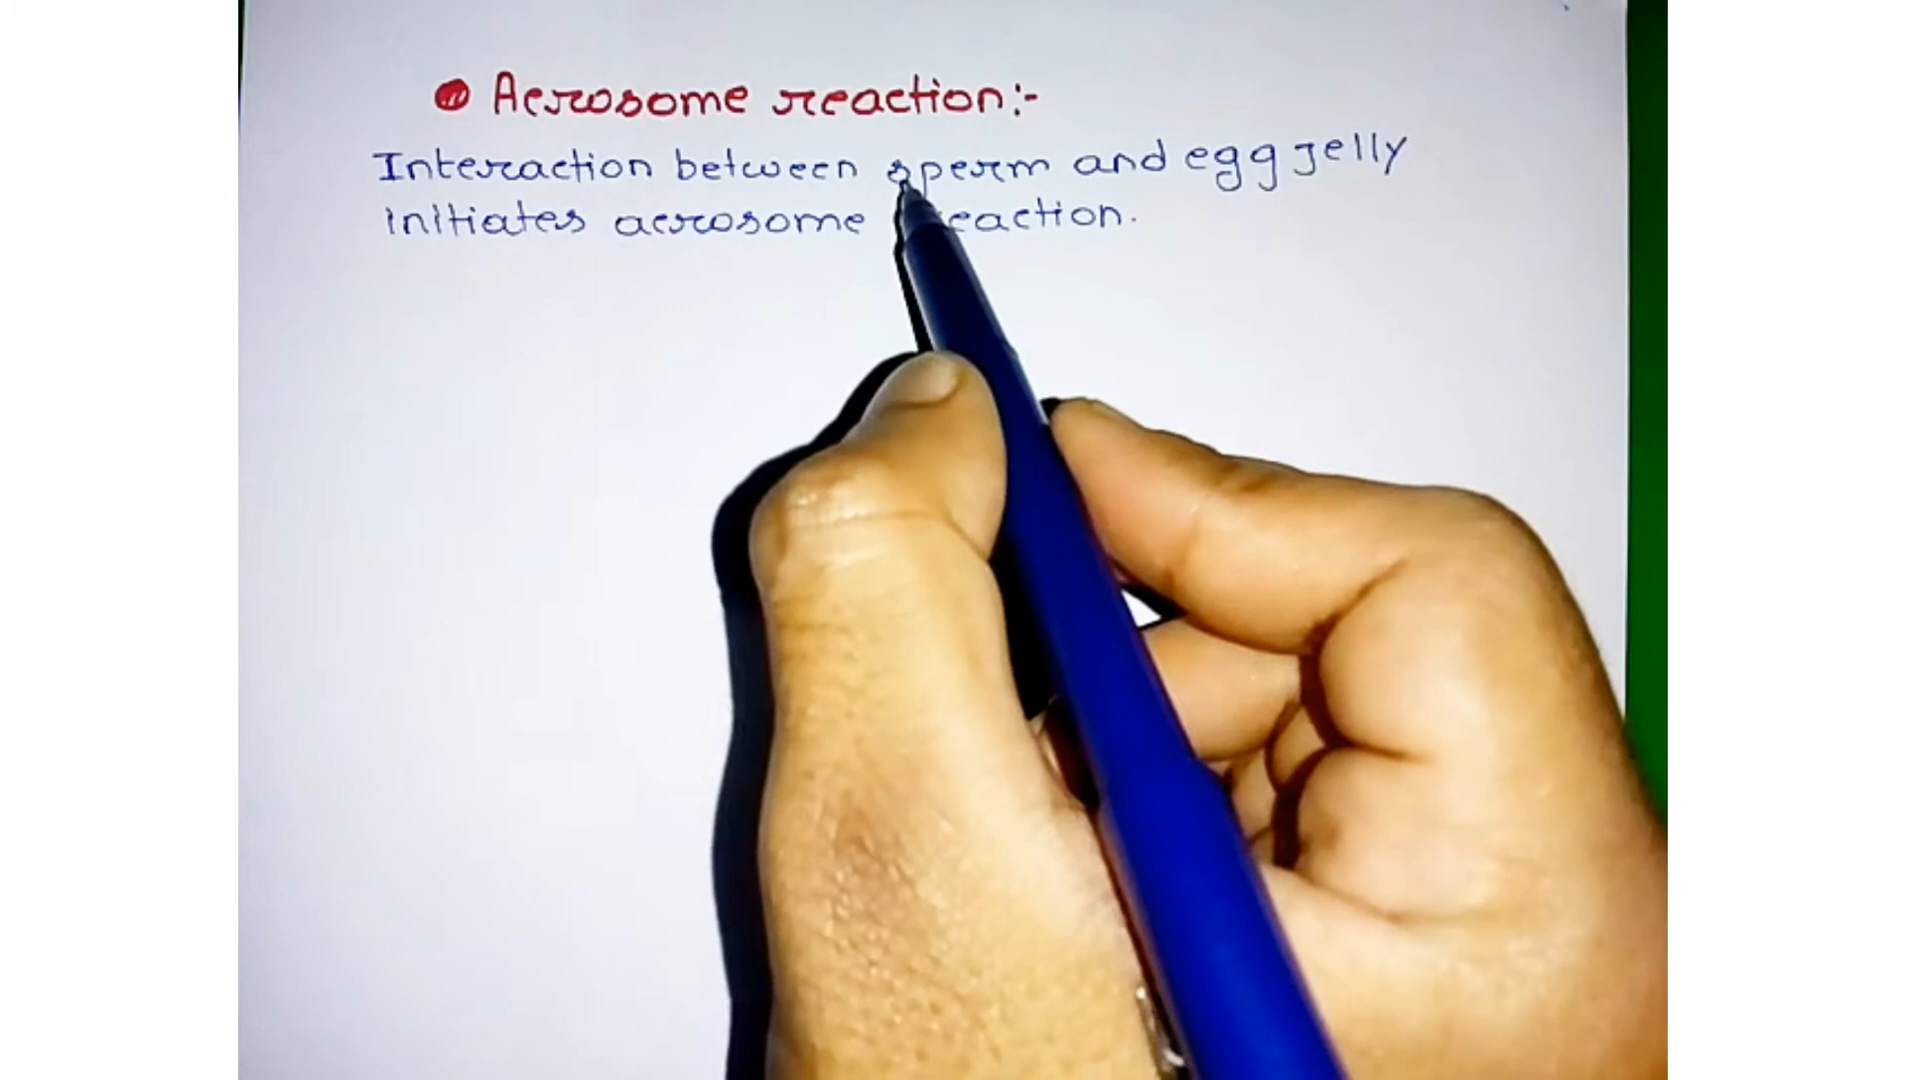 Acrosome reaction:-
Interaction between sperm and egg jelly
initiates acrosome reaction.